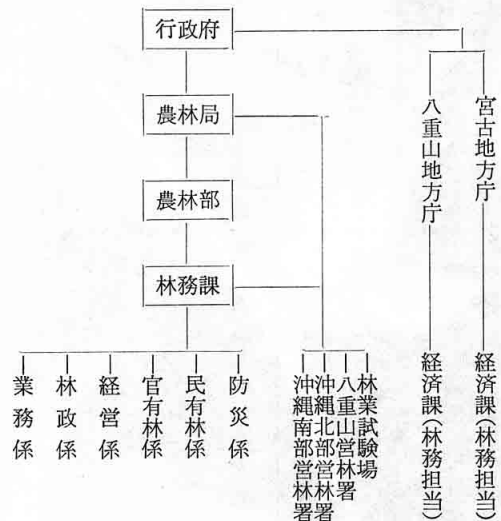 行政府
農林局
農林部
林務課
業務係
林政係
経営係
官有林係
民有林係
防災係
沖縄南部営林署
沖縄北部営林署
八重山営林署
林業試験場
八重山地方庁
経済課(林務担当)
宮古地方庁
経済課(林務担当)